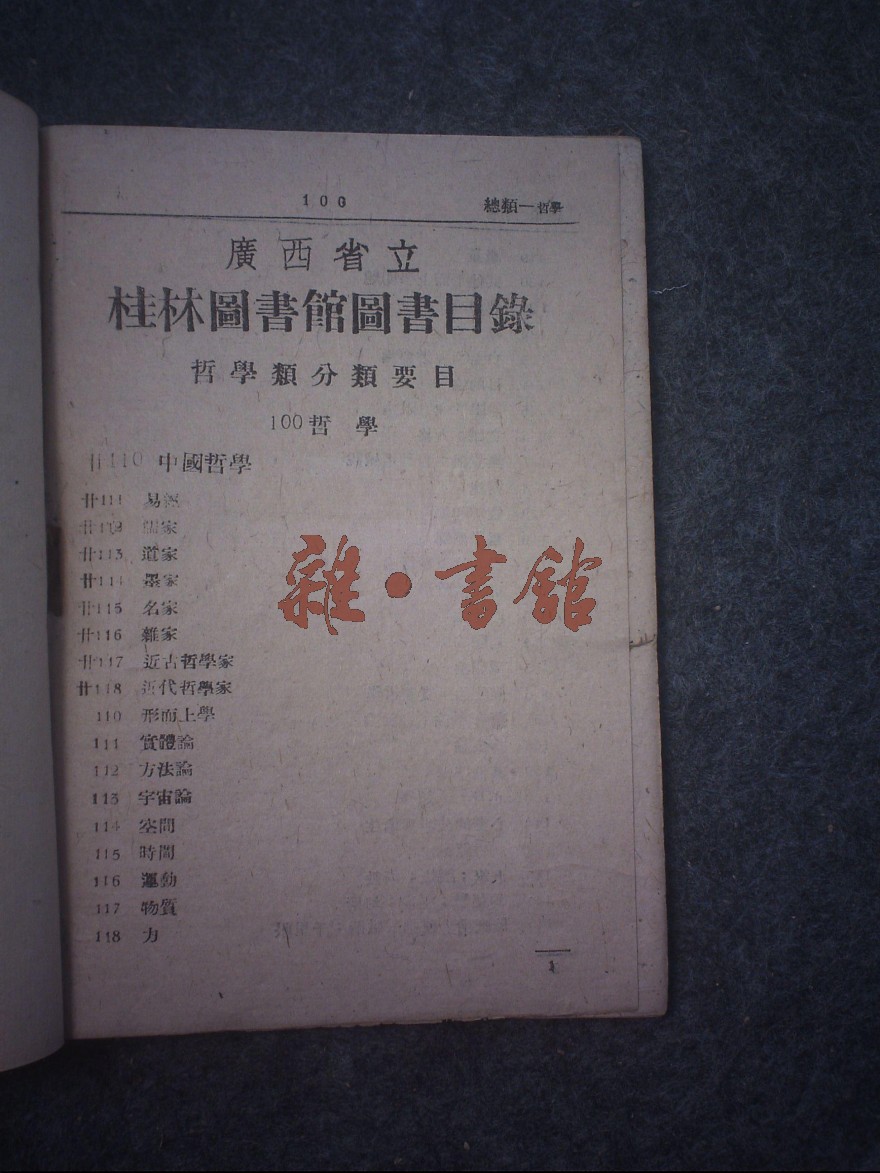 100 總類—哲學
廣西省立
桂林圖書館圖書目錄
哲學類分類要目
100哲學
廿110 中國哲學
廿111 易經
廿112 儒家
廿113 道家
廿114 墨家
廿115 名家
廿116 雜家
廿117 近古哲學家
廿118 近代哲學家
110 形而上學
111 實體論
112 方法論
113 宇宙論
114 空間
115 時間
116 運動
117 物質
118 力
1
雜·書館